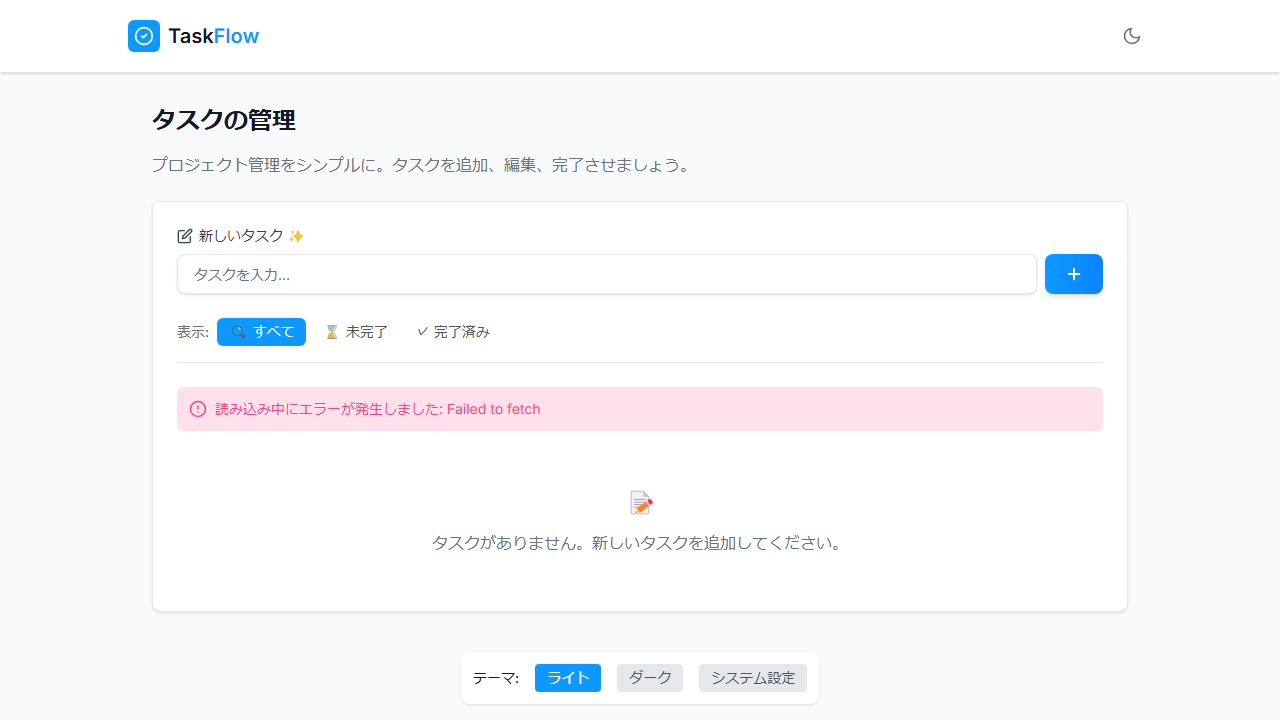 TaskFlow
タスクの管理
プロジェクト管理をシンプルに。タスクを追加、編集、完了させましょう。
新しいタスク ✨
タスクを入力...
+
表示: 🔍 すべて ⏳ 未完了 ✓ 完了済み
読み込み中にエラーが発生しました: Failed to fetch
タスクがありません。新しいタスクを追加してください。
テーマ: ライト ダーク システム設定